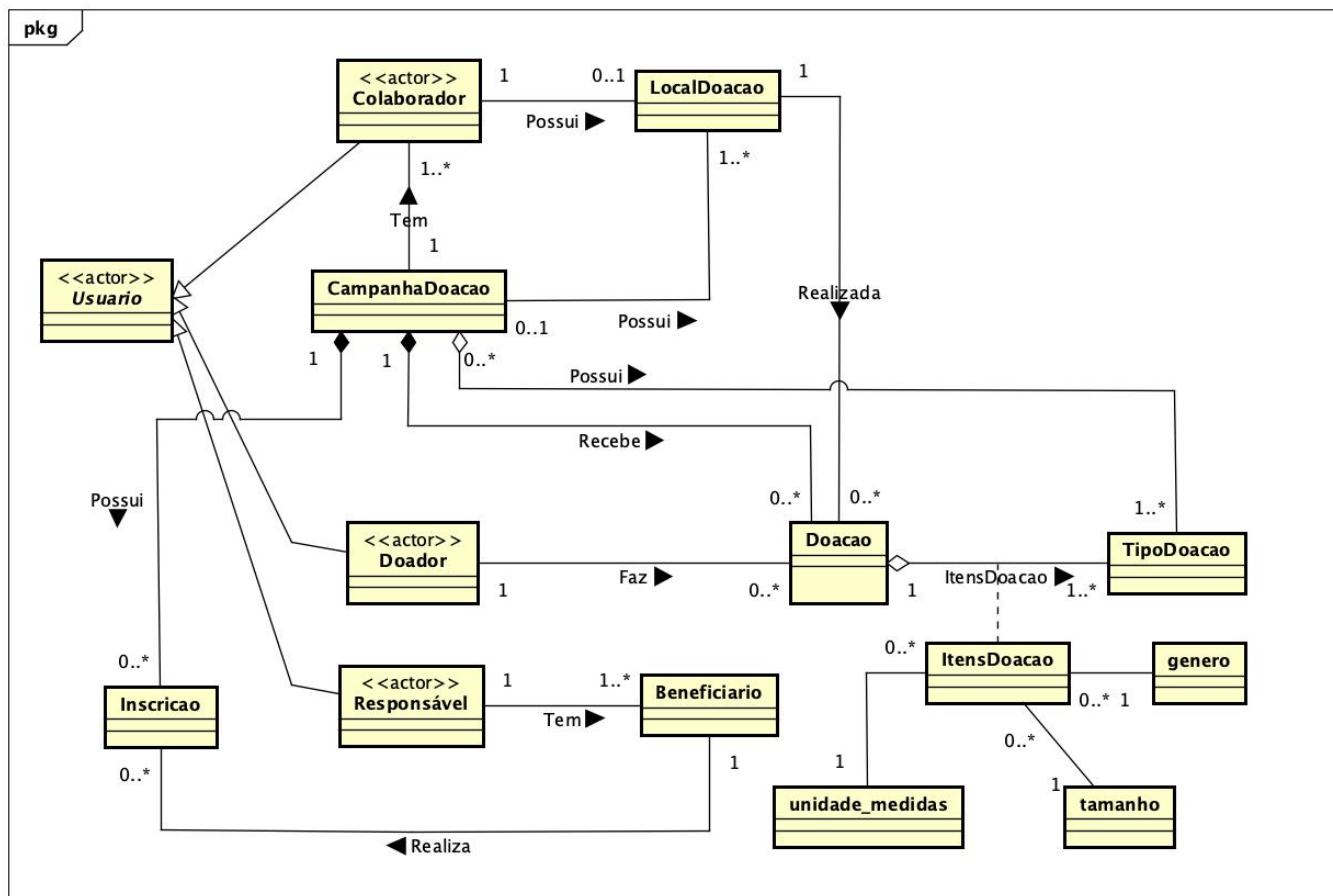 pkg
<<actor>>
Colaborador
1
0..1
Possui
LocalDoacao
1
1..*
1..*
Tem
1
<<actor>>
Usuario
CampanhaDoacao
0..1
Possui
Realizada
1
1
0..*
Possui
Recebe
Possui
0..*
0..*
1..*
<<actor>>
Doador
1
Faz
0..*
Doacao
1
ItensDoacao
1..*
TipoDoacao
0..*
Inscricao
0..*
<<actor>>
Responsável
1
1..*
Tem
Beneficiario
1
0..*
ItensDoacao
0..*
1
genero
0..*
1
1
unidade_medidas
tamanho
Realiza